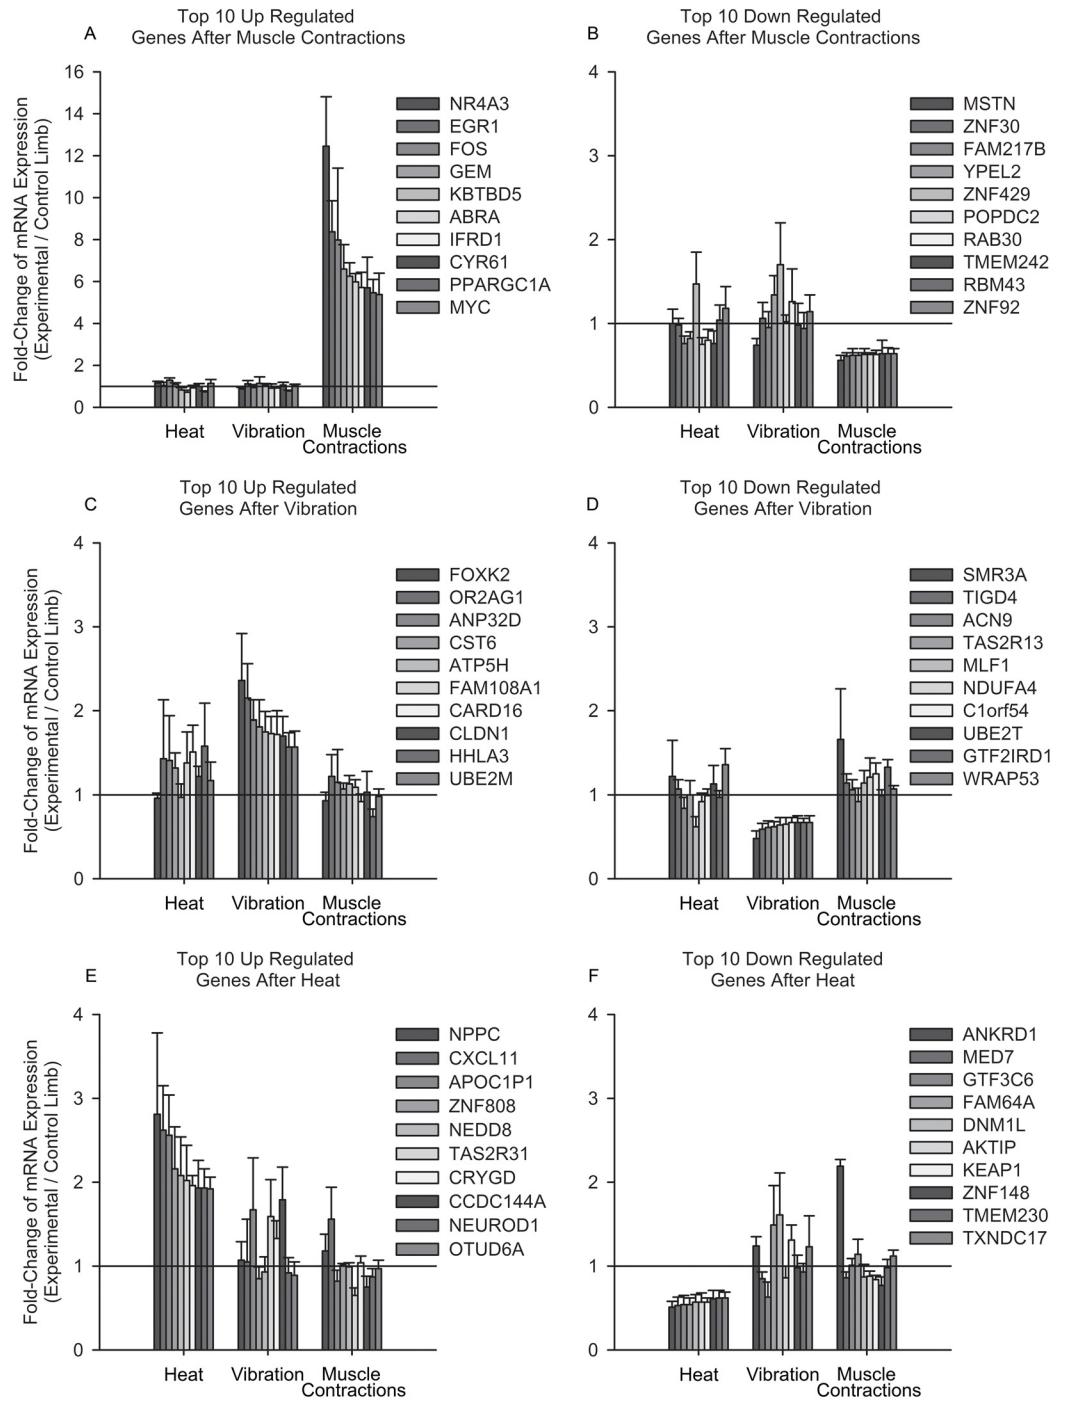 A
Top 10 Up Regulated
Genes After Muscle Contractions
Fold-Change of mRNA Expression
(Experimental / Control Limb)
16
14
12
10
8
6
4
2
0
NR4A3
EGR1
FOS
GEM
KBTBD5
ABRA
IFRD1
CYR61
PPARGC1A
MYC
Heat
Vibration
Muscle
Contractions
B
Top 10 Down Regulated
Genes After Muscle Contractions
4
3
2
1
0
MSTN
ZNF30
FAM217B
YPEL2
ZNF429
POPDC2
RAB30
TMEM242
RBM43
ZNF92
Heat
Vibration
Muscle
Contractions
C
Top 10 Up Regulated
Genes After Vibration
Fold-Change of mRNA Expression
(Experimental / Control Limb)
4
3
2
1
0
FOXK2
OR2AG1
ANP32D
CST6
ATP5H
FAM108A1
CARD16
CLDN1
HHLA3
UBE2M
Heat
Vibration
Muscle
Contractions
D
Top 10 Down Regulated
Genes After Vibration
4
3
2
1
0
SMR3A
TIGD4
ACN9
TAS2R13
MLF1
NDUFA4
C1orf54
UBE2T
GTF2IRD1
WRAP53
Heat
Vibration
Muscle
Contractions
E
Top 10 Up Regulated
Genes After Heat
Fold-Change of mRNA Expression
(Experimental / Control Limb)
4
3
2
1
0
NPPC
CXCL11
APOC1P1
ZNF808
NEDD8
TAS2R31
CRYGD
CCDC144A
NEUROD1
OTUD6A
Heat
Vibration
Muscle
Contractions
F
Top 10 Down Regulated
Genes After Heat
4
3
2
1
0
ANKRD1
MED7
GTF3C6
FAM64A
DNM1L
AKTIP
KEAP1
ZNF148
TMEM230
TXNDC17
Heat
Vibration
Muscle
Contractions